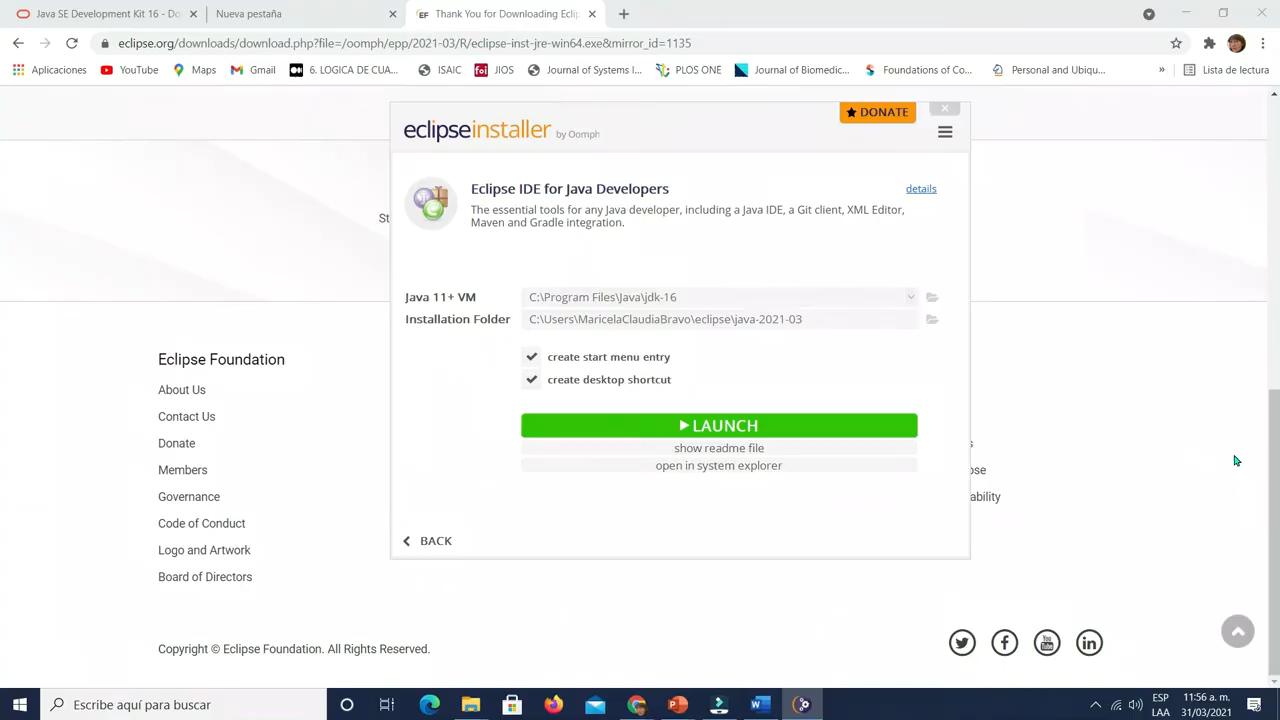 Java SE Development Kit 16 - Do
Nueva pestaña
Thank You for Downloading Eclip
eclipse.org/downloads/download.php?file=/oomph/epp/2021-03/R/eclipse-inst-jre-win64.exe&mirror_id=1135
Aplicaciones
YouTube
Maps
Gmail
6. LOGICA DE CUA...
ISAIC
JIOS
Journal of Systems I...
PLOS ONE
Journal of Biomedic...
Foundations of Co...
Personal and Ubiqu...
»
Lista de lectura
DONATE
eclipseinstaller by Oomph
Eclipse IDE for Java Developers
details
The essential tools for any Java developer, including a Java IDE, a Git client, XML Editor,
Maven and Gradle integration.
St
Java 11+ VM
C:\Program Files\Java\jdk-16
Installation Folder
C:\Users\MaricelaClaudiaBravo\eclipse\java-2021-03
create start menu entry
create desktop shortcut
LAUNCH
show readme file
open in system explorer
BACK
Eclipse Foundation
About Us
Contact Us
Donate
Members
Governance
Code of Conduct
Logo and Artwork
Board of Directors
s
ose
ability
Copyright © Eclipse Foundation. All Rights Reserved.
Escribe aquí para buscar
ESP
LAA
11:56 a. m.
31/03/2021